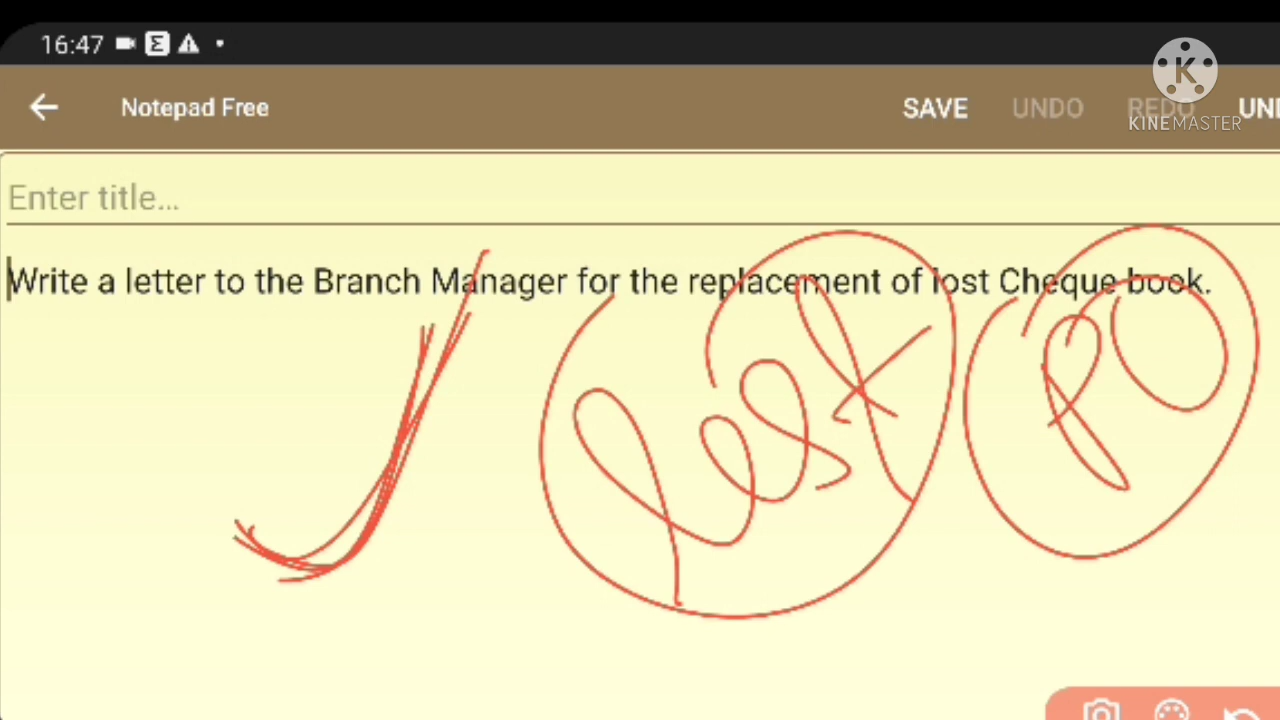 16:47
Notepad Free SAVE UNDO REDO UND
KINEMASTER
Enter title...
Write a letter to the Branch Manager for the replacement of lost Cheque book.